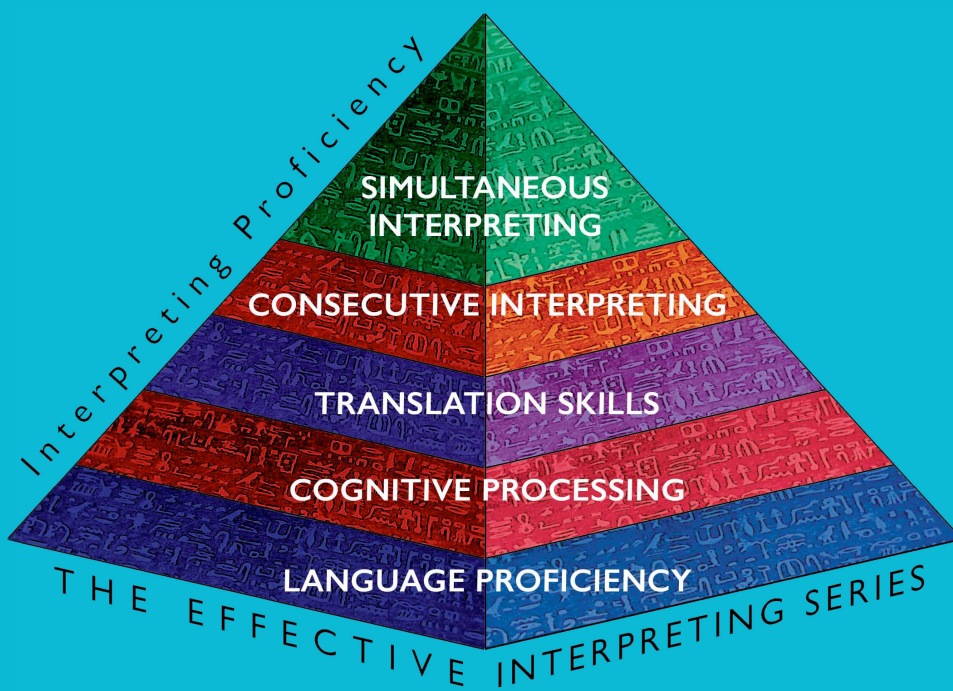 Interpreting Proficiency
SIMULTANEOUS
INTERPRETING
CONSECUTIVE INTERPRETING
TRANSLATION SKILLS
COGNITIVE PROCESSING
LANGUAGE PROFICIENCY
THE EFFECTIVE INTERPRETING SERIES